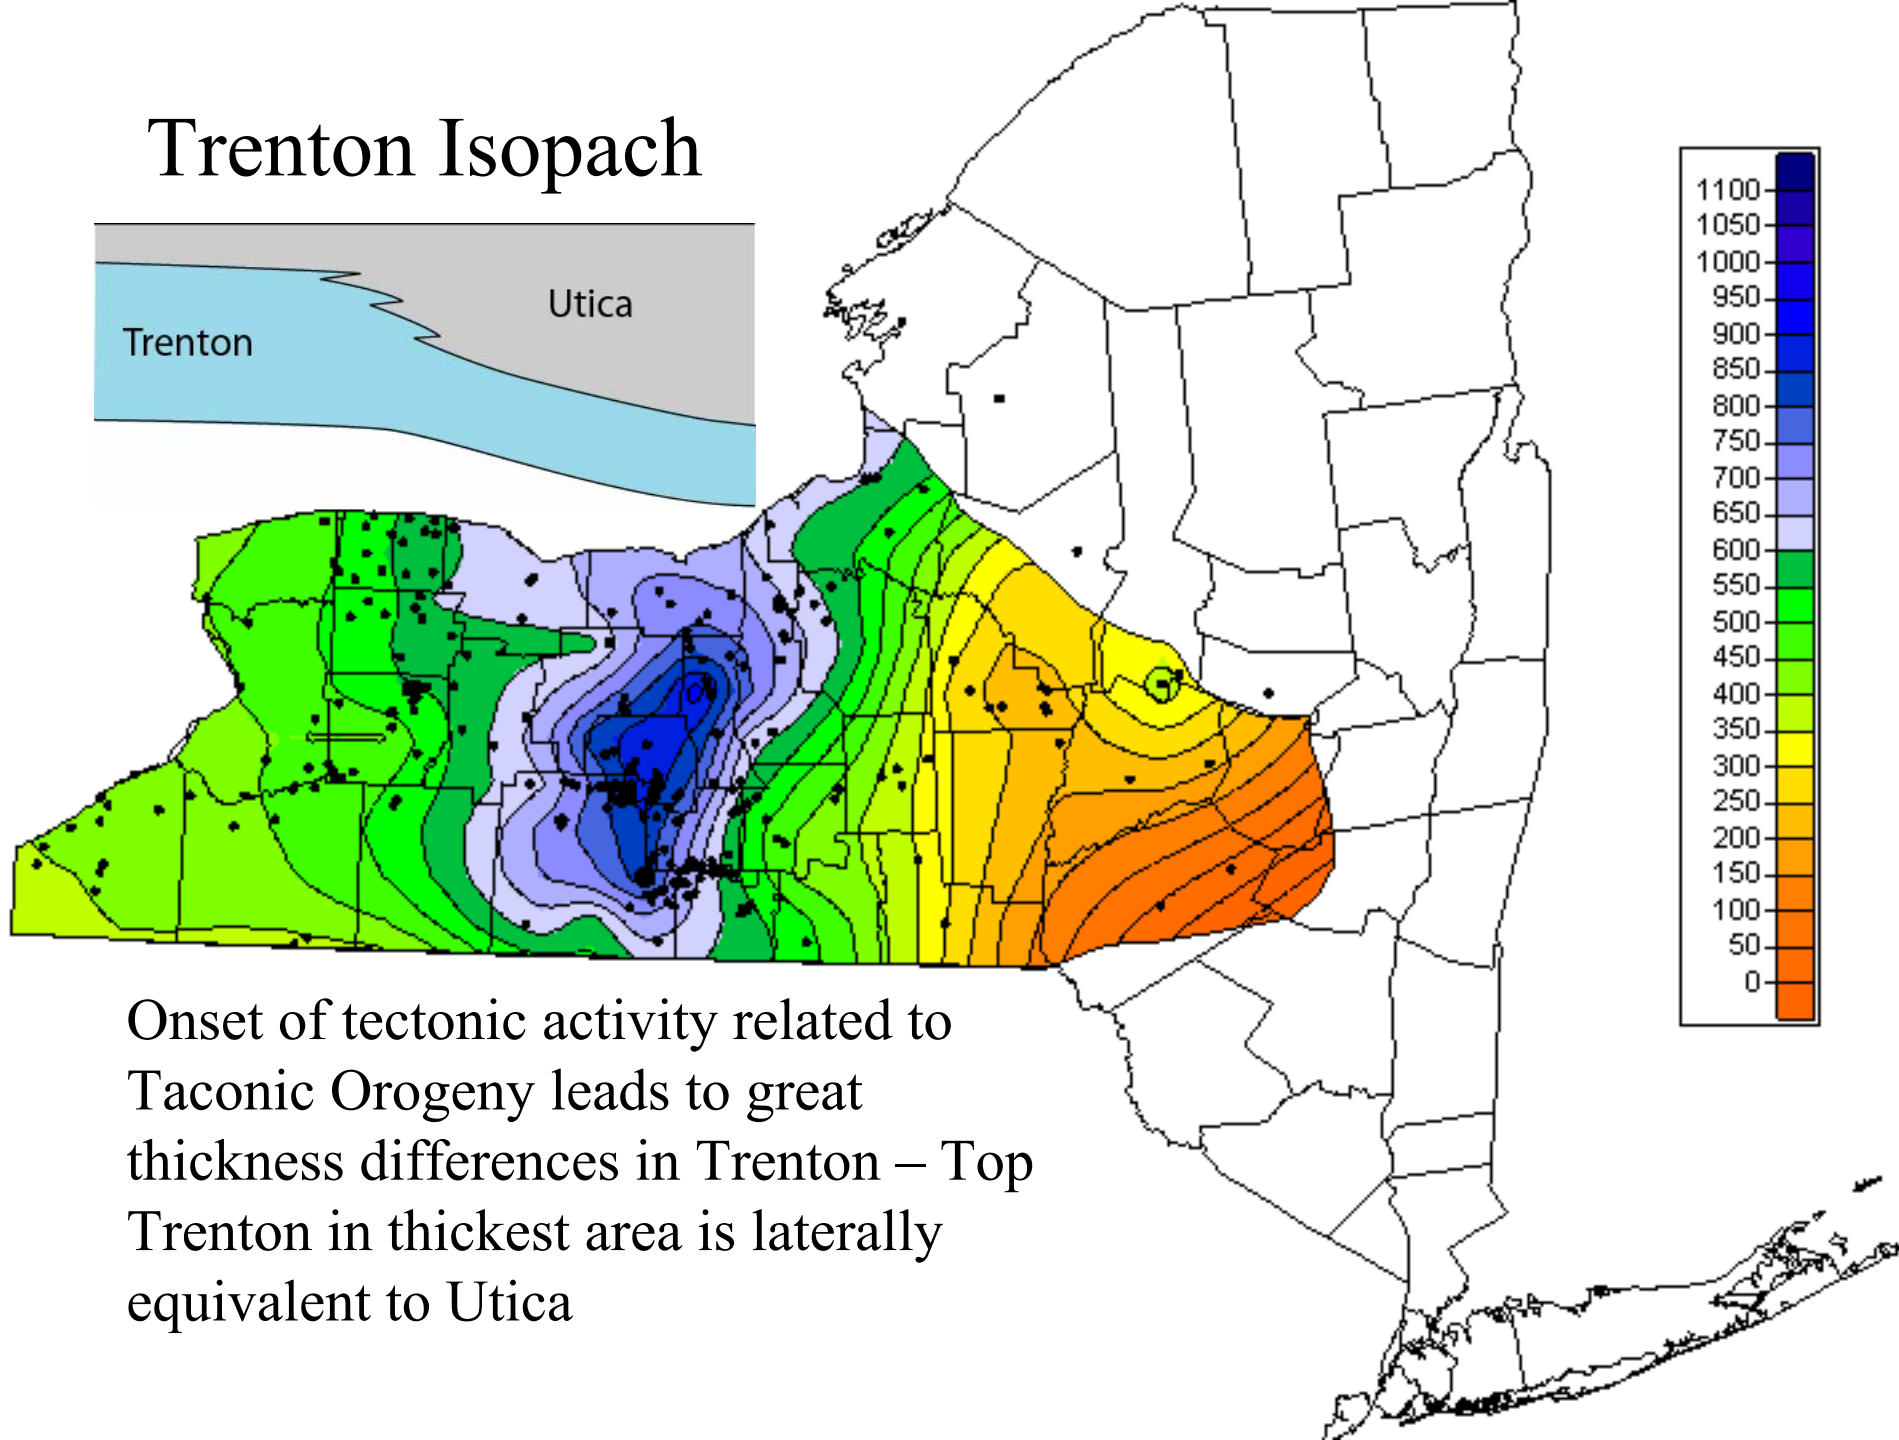 Trenton Isopach
Utica
Trenton
1100
1050
1000
950
900
850
800
750
700
650
600
550
500
450
400
350
300
250
200
150
100
50
0
Onset of tectonic activity related to
Taconic Orogeny leads to great
thickness differences in Trenton – Top
Trenton in thickest area is laterally
equivalent to Utica